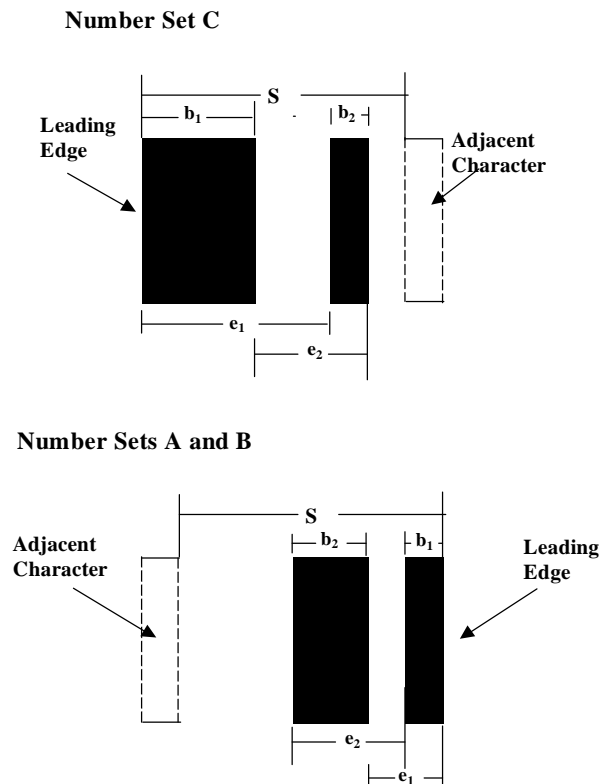 Number Set C
S
b₁ b₂
Leading
Edge
Adjacent
Character
e₁
e₂
Number Sets A and B
S
b₂ b₁
Adjacent
Character
Leading
Edge
e₂
e₁